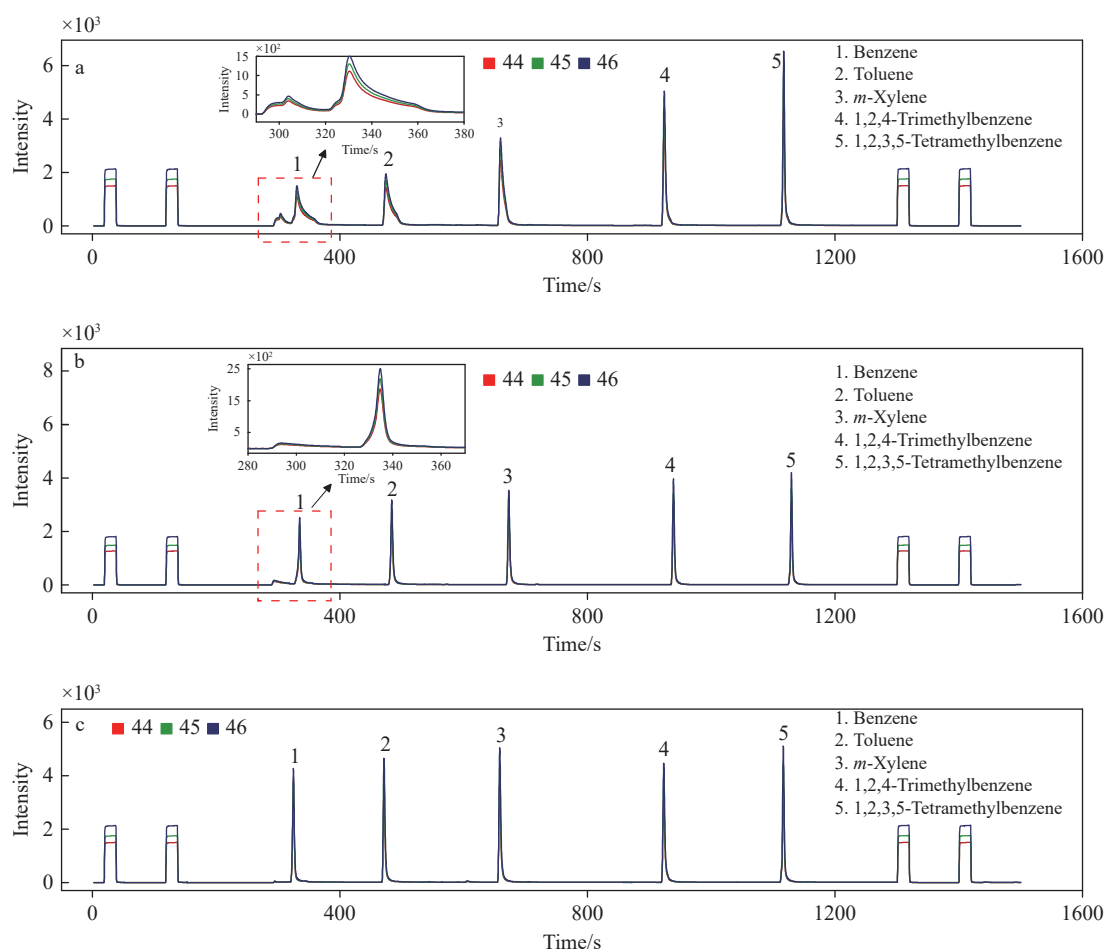 ×10³
a
×10²
15
10
5
0
Intensity
300 320 340 360 380
Time/s
44 45 46
1. Benzene
2. Toluene
3. m-Xylene
4. 1,2,4-Trimethylbenzene
5. 1,2,3,5-Tetramethylbenzene
1 2 3 4 5
6
4
2
0
Intensity
0 400 800 1200 1600
Time/s
×10³
b
×10²
25
15
5
Intensity
280 300 320 340 360
Time/s
44 45 46
1. Benzene
2. Toluene
3. m-Xylene
4. 1,2,4-Trimethylbenzene
5. 1,2,3,5-Tetramethylbenzene
1 2 3 4 5
8
6
4
2
0
Intensity
0 400 800 1200 1600
Time/s
×10³
c
44 45 46
1. Benzene
2. Toluene
3. m-Xylene
4. 1,2,4-Trimethylbenzene
5. 1,2,3,5-Tetramethylbenzene
1 2 3 4 5
6
4
2
0
Intensity
0 400 800 1200 1600
Time/s